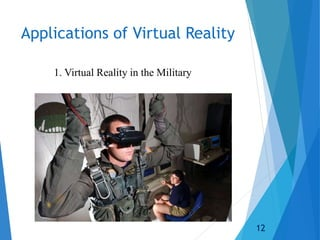 Applications of Virtual Reality
1. Virtual Reality in the Military
12